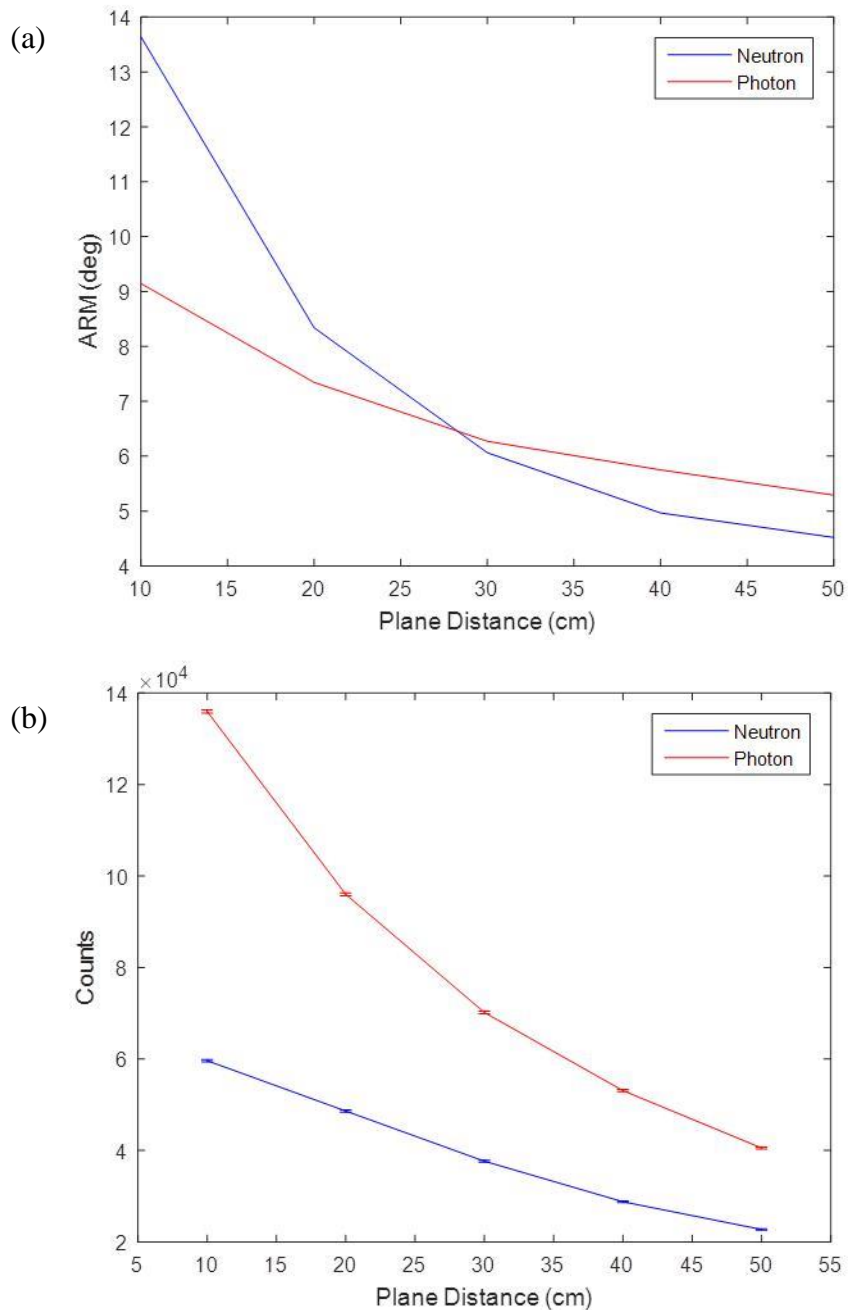 (a)
14
13
12
11
10
9
8
7
6
5
4
ARM (deg)
Neutron
Photon
10 15 20 25 30 35 40 45 50
Plane Distance (cm)
(b)
×10⁴
14
12
10
8
6
4
2
Counts
Neutron
Photon
5 10 15 20 25 30 35 40 45 50 55
Plane Distance (cm)